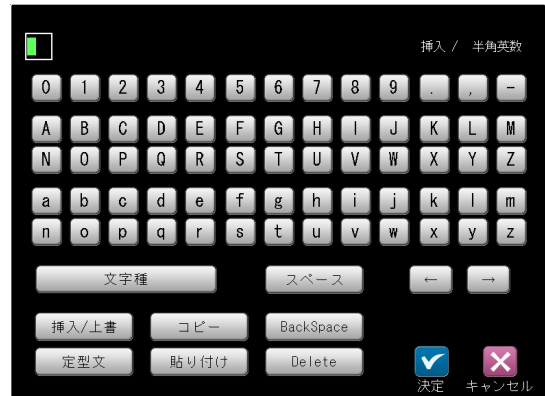 挿入 / 半角英数
0 1 2 3 4 5 6 7 8 9 . , -
A B C D E F G H I J K L M
N O P Q R S T U V W X Y Z
a b c d e f g h i j k l m
n o p q r s t u v w x y z
文字種 スペース ← →
挿入/上書 コピー BackSpace
定型文 貼り付け Delete
決定 キャンセル